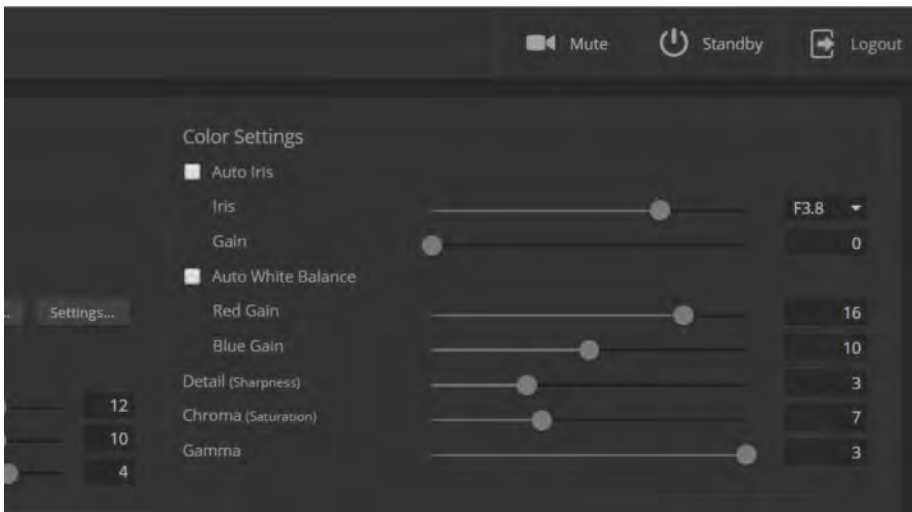 Mute Standby Logout
Color Settings
Auto Iris
Iris F3.8
Gain 0
Auto White Balance
Red Gain 16
.. Settings...
Blue Gain 10
Detail (Sharpness) 3
12
Chroma (Saturation) 7
10
Gamma 3
4